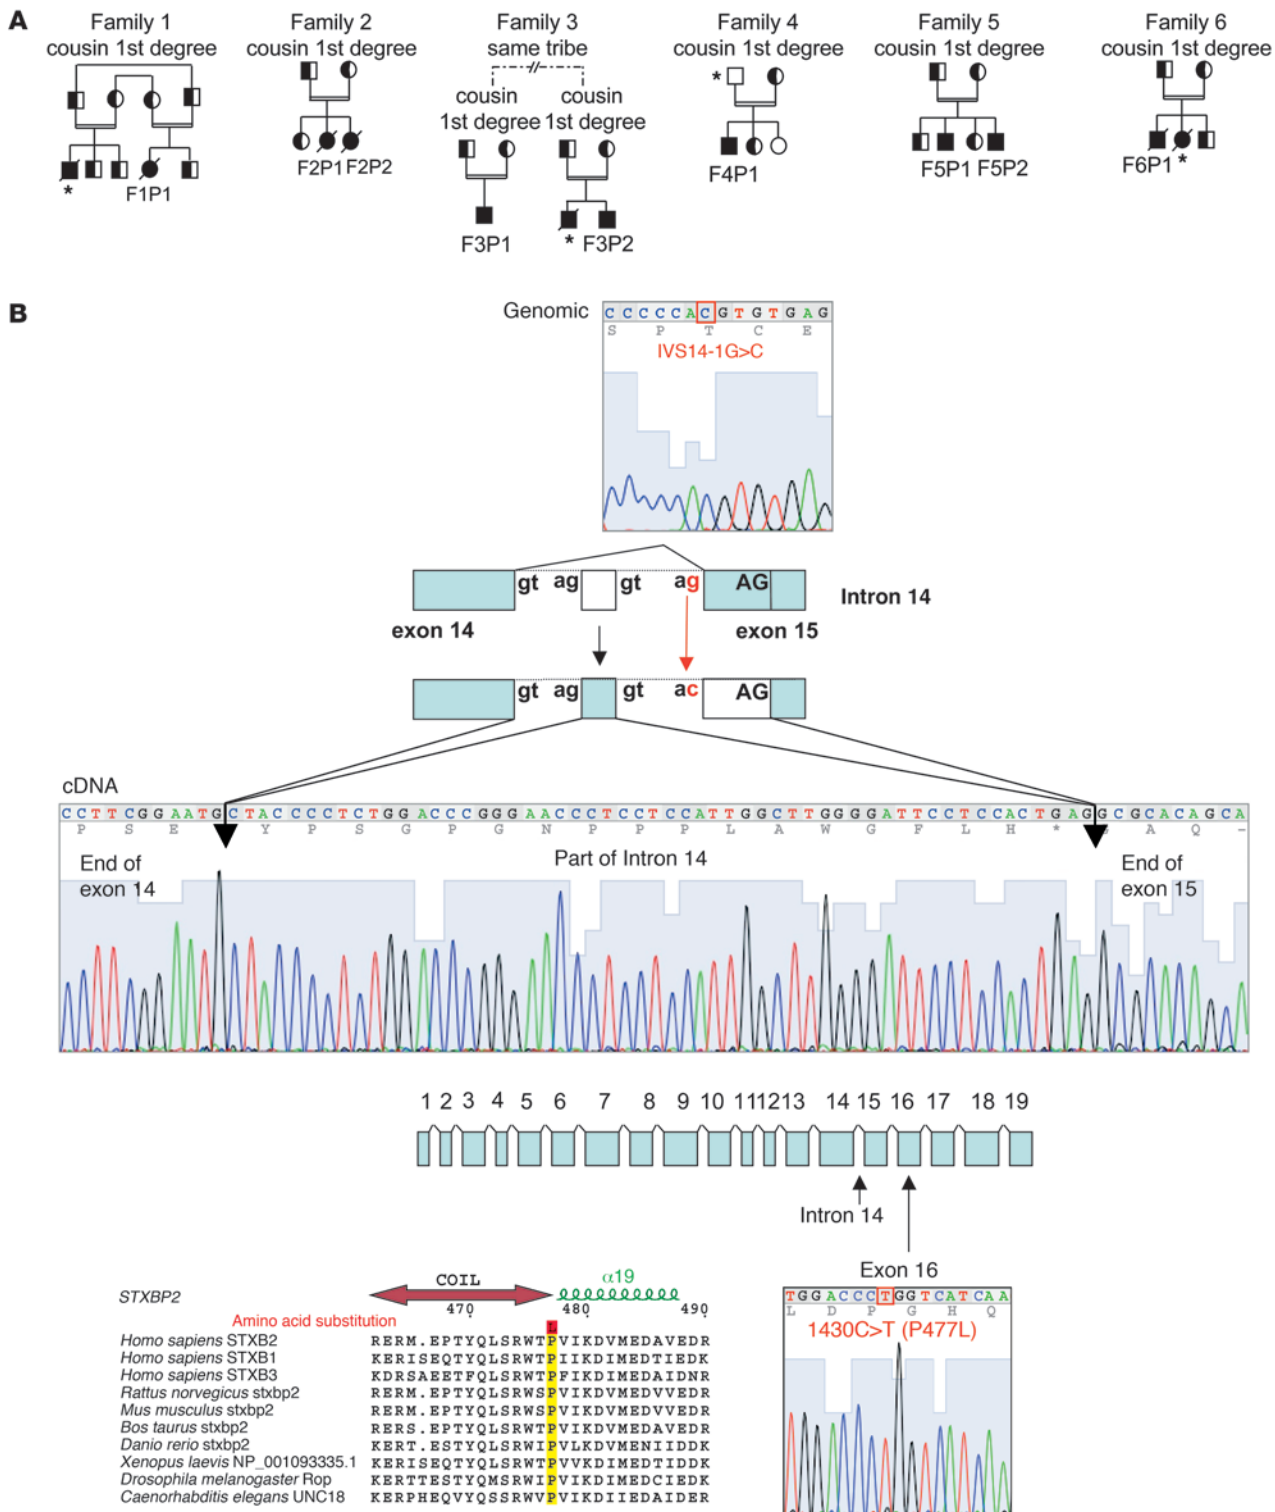 A
Family 1
cousin 1st degree
Family 2
cousin 1st degree
Family 3
same tribe
Family 4
cousin 1st degree
Family 5
cousin 1st degree
Family 6
cousin 1st degree
cousin
1st degree
cousin
1st degree
*
*
F1P1
F2P1 F2P2
F3P1
* F3P2
F4P1
F5P1 F5P2
F6P1 *
B
Genomic
CCCCCACGTGTGAG
S P T C E
IVS14-1G>C
gt ag gt ag AG
Intron 14
exon 14
exon 15
gt ag gt ac AG
cDNA
CCTTCGGAATGCTACCCCTCTGGACCCGGGAACCCTCCTCCATTGGCTTGGGGATTCCTCCACTGAGGCGCACAGCA
P S E Y P S G P G N P P P L A W G F L H * A Q -
End of
exon 14
Part of Intron 14
End of
exon 15
1 2 3 4 5 6 7 8 9 10 11 12 13 14 15 16 17 18 19
Intron 14
Exon 16
TGGACCCTGGTCATCAA
L D P G H Q
1430C>T (P477L)
COIL
α19
STXBP2
470 480 490
Amino acid substitution
L
Homo sapiens STXB2 RERM.EPTYQLSRWTPVIKDVMEDAVEDR
Homo sapiens STXB1 KERISEQTYQLSRWTPIIKDIMEDTIEDK
Homo sapiens STXB3 KDRSAEETFQLSRWTPFIKDIMEDAIDNR
Rattus norvegicus stxbp2 RERM.EPTYQLSRWSPVIKDVMEDVVEDR
Mus musculus stxbp2 RERM.EPTYQLSRWSPVIKDVMEDVVEDR
Bos taurus stxbp2 RERS.EPTYQLSRWTPVIKDVMEDAVEDR
Danio rerio stxbp2 KERT.ESTYQLSRWIPVLKDVMENIIDDK
Xenopus laevis NP_001093335.1 KERISEQTYQLSRWTPVVKDIMEDTIDDK
Drosophila melanogaster Rop KERTTESTYQMSRWIPVIKDIMEDCIEDK
Caenorhabditis elegans UNC18 KERPHEQVYQSSRWVPVIKDIIEDAIDER